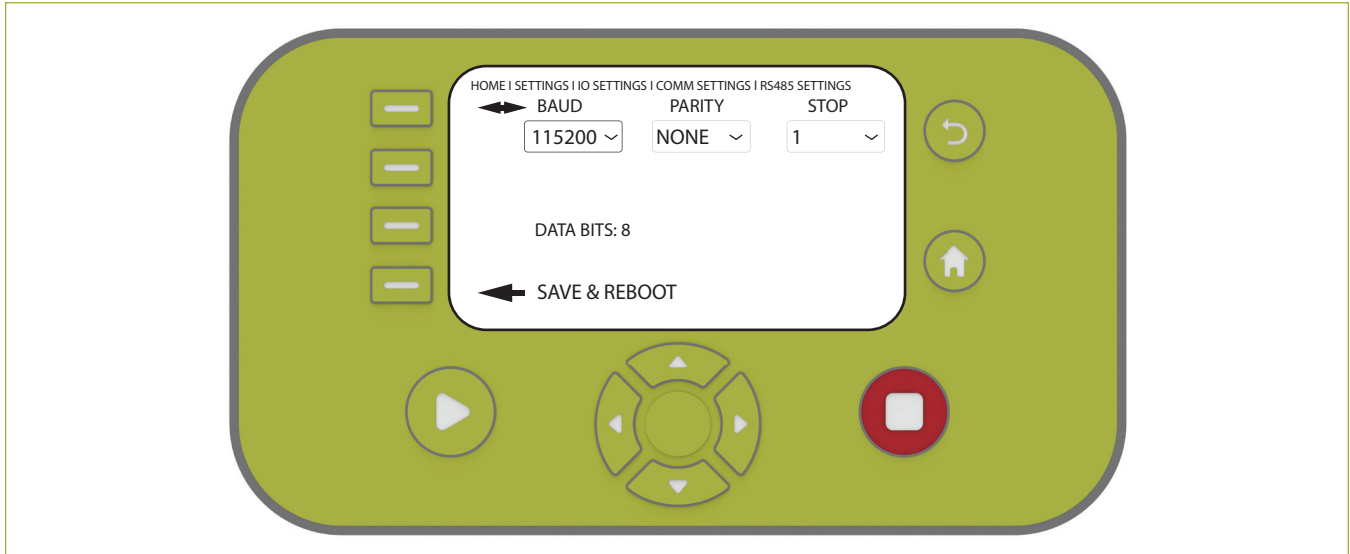 HOME I SETTINGS I IO SETTINGS I COMM SETTINGS I RS485 SETTINGS
BAUD PARITY STOP
115200 NONE 1
DATA BITS: 8
SAVE & REBOOT